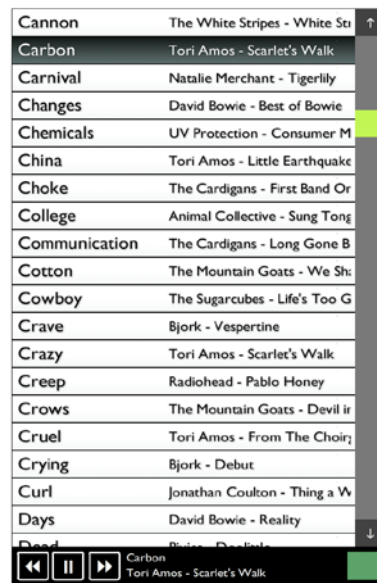 Cannon The White Stripes - White
Carbon Tori Amos - Scarlet's Walk
Carnival Natalie Merchant - Tigerlily
Changes David Bowie - Best of Bowie
Chemicals UV Protection - Consumer M
China Tori Amos - Little Earthquake
Choke The Cardigans - First Band Or
College Animal Collective - Sung Tong
Communication The Cardigans - Long Gone B
Cotton The Mountain Goats - We
Cowboy The Sugarcubes - Life's Too G
Crave Bjork - Vespertine
Crazy Tori Amos - Scarlet's Walk
Creep Radiohead - Pablo Honey
Crows The Mountain Goats - Devil
Cruel Tori Amos - From The
Crying Bjork - Debut
Curl Jonathan Coulton - Thing a
Days David Bowie - Reality
Dead
Carbon
Tori Amos - Scarlet's Walk